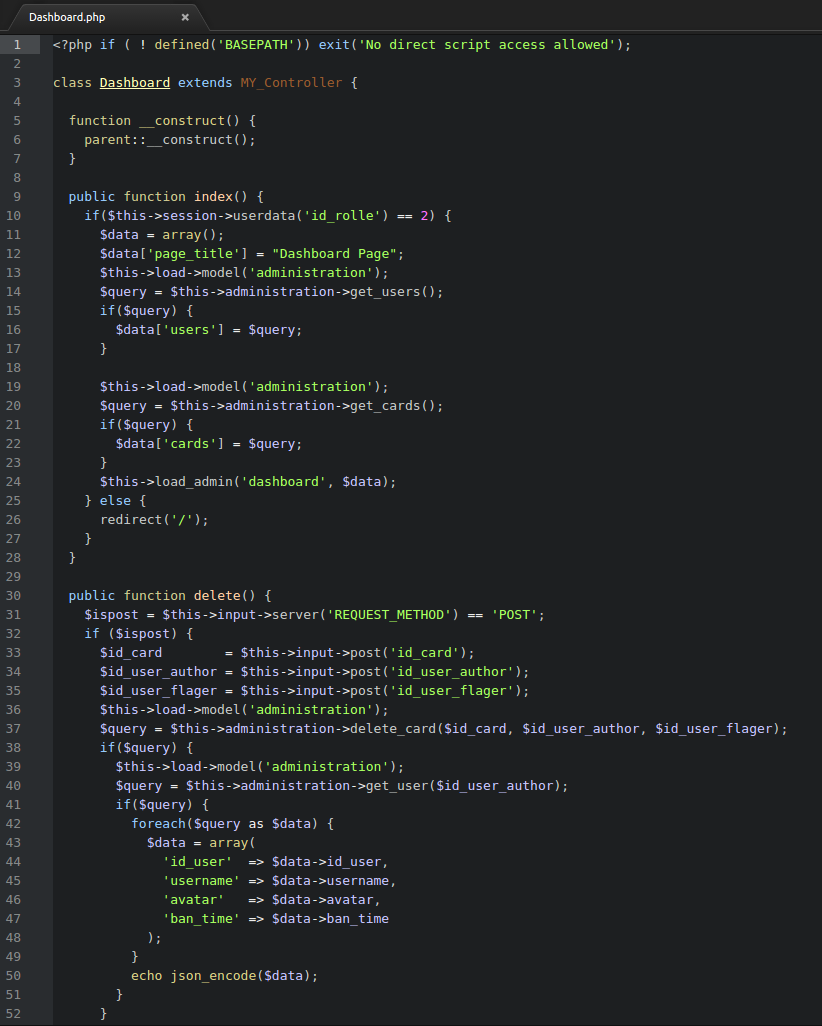 Dashboard.php ×
1 <?php if ( ! defined('BASEPATH')) exit('No direct script access allowed');
2
3 class Dashboard extends MY_Controller {
4
5   function __construct() {
6     parent::__construct();
7   }
8
9   public function index() {
10     if($this->session->userdata('id_rolle') == 2) {
11       $data = array();
12       $data['page_title'] = "Dashboard Page";
13       $this->load->model('administration');
14       $query = $this->administration->get_users();
15       if($query) {
16         $data['users'] = $query;
17       }
18
19       $this->load->model('administration');
20       $query = $this->administration->get_cards();
21       if($query) {
22         $data['cards'] = $query;
23       }
24       $this->load_admin('dashboard', $data);
25     } else {
26       redirect('/');
27     }
28   }
29
30   public function delete() {
31     $ispost = $this->input->server('REQUEST_METHOD') == 'POST';
32     if ($ispost) {
33       $id_card        = $this->input->post('id_card');
34       $id_user_author = $this->input->post('id_user_author');
35       $id_user_flager = $this->input->post('id_user_flager');
36       $this->load->model('administration');
37       $query = $this->administration->delete_card($id_card, $id_user_author, $id_user_flager);
38       if($query) {
39         $this->load->model('administration');
40         $query = $this->administration->get_user($id_user_author);
41         if($query) {
42           foreach($query as $data) {
43             $data = array(
44               'id_user'  => $data->id_user,
45               'username' => $data->username,
46               'avatar'   => $data->avatar,
47               'ban_time' => $data->ban_time
48             );
49           }
50           echo json_encode($data);
51         }
52       }